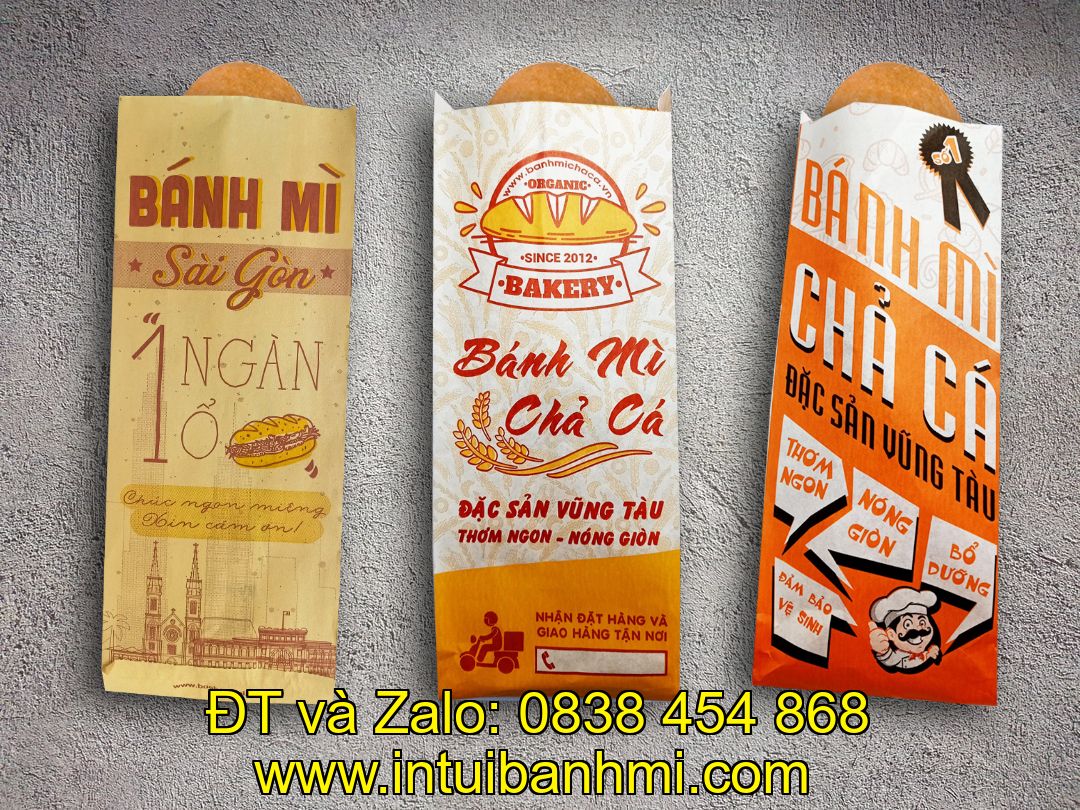 BÁNH MÌ
Sài Gòn
"1 NGÀN
Ổ
Chúc ngon miệng
Xin cám ơn!
www.banhmichaca.vn
ORGANIC
SINCE 2012
BAKERY
Bánh Mì
Chả Cá
ĐẶC SẢN VŨNG TÀU
THƠM NGON - NÓNG GIÒN
NHẬN ĐẶT HÀNG VÀ
GIAO HÀNG TẬN NƠI
SỐ 1
BÁNH MÌ
CHẢ CÁ
ĐẶC SẢN VŨNG TÀU
THƠM
NGON
NÓNG
GIÒN
BỔ
DƯỠNG
ĐẢM BẢO
VỆ SINH
ĐT và Zalo: 0838 454 868
www.intuibanhmi.com